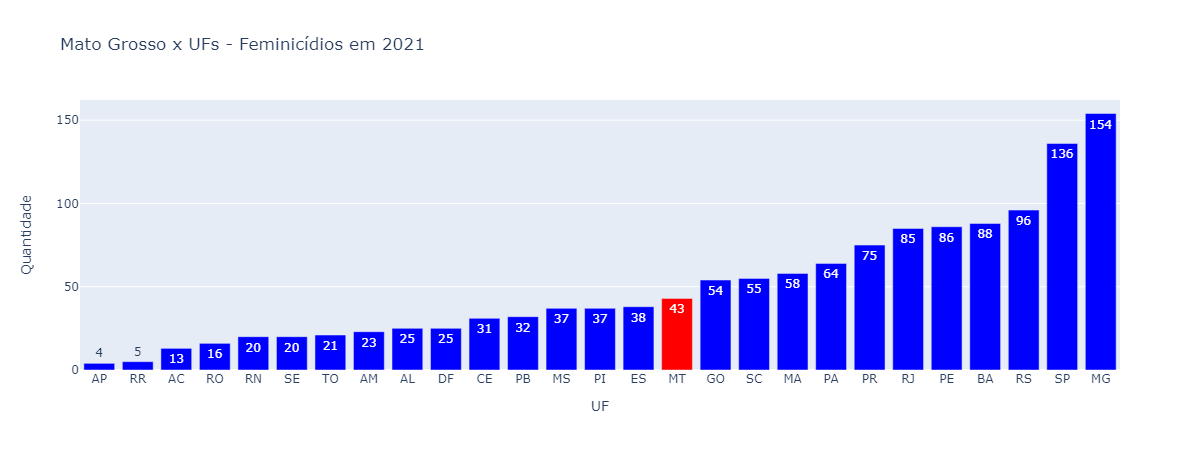 Mato Grosso x UFs - Feminicídios em 2021
Quantidade
150
100
50
0
4 5 13 16 20 20 21 23 25 25 31 32 37 37 38 43 54 55 58 64 75 85 86 88 96 136 154
AP RR AC RO RN SE TO AM AL DF CE PB MS PI ES MT GO SC MA PA PR RJ PE BA RS SP MG
UF